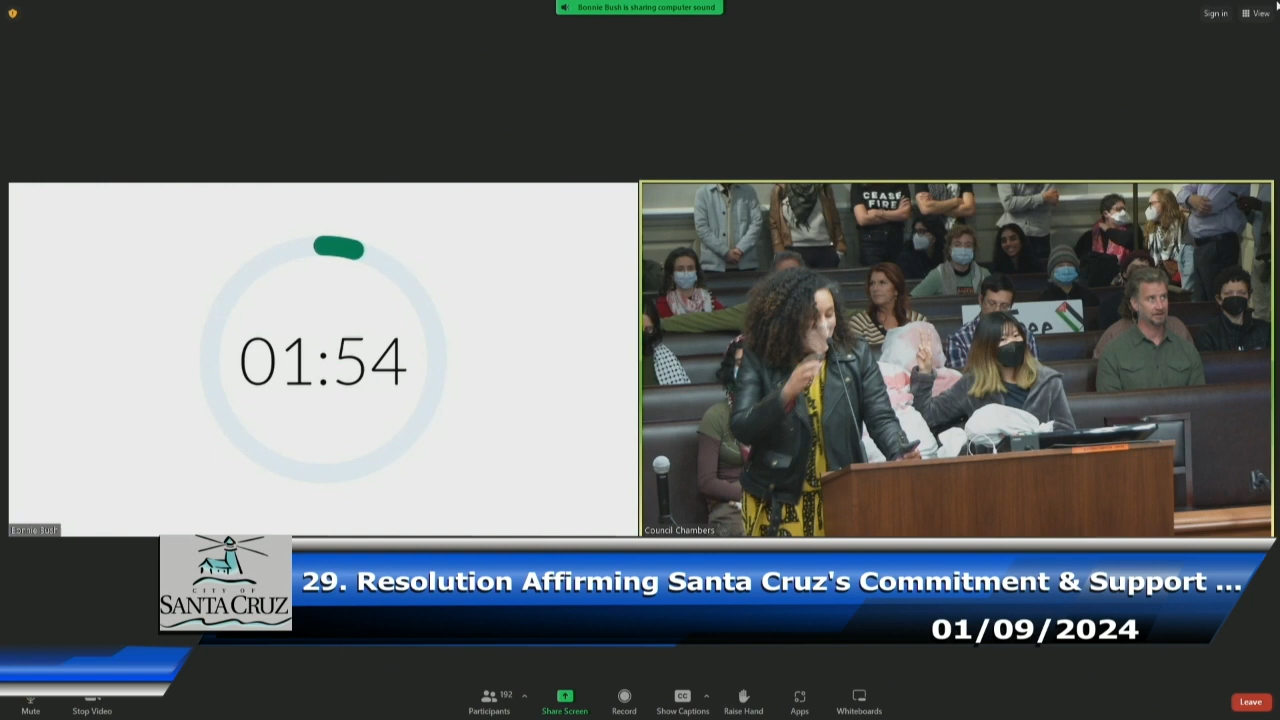 Bonnie Bush is sharing computer sound
Sign in
View
01:54
CEASE
FIRE
Bonnie Bush
Council Chambers
CITY OF
SANTA CRUZ
29. Resolution Affirming Santa Cruz's Commitment & Support ...
01/09/2024
Mute
Stop Video
Participants
192
Share Screen
CC
Record
Show Captions
Raise Hand
Apps
Whiteboards
Leave